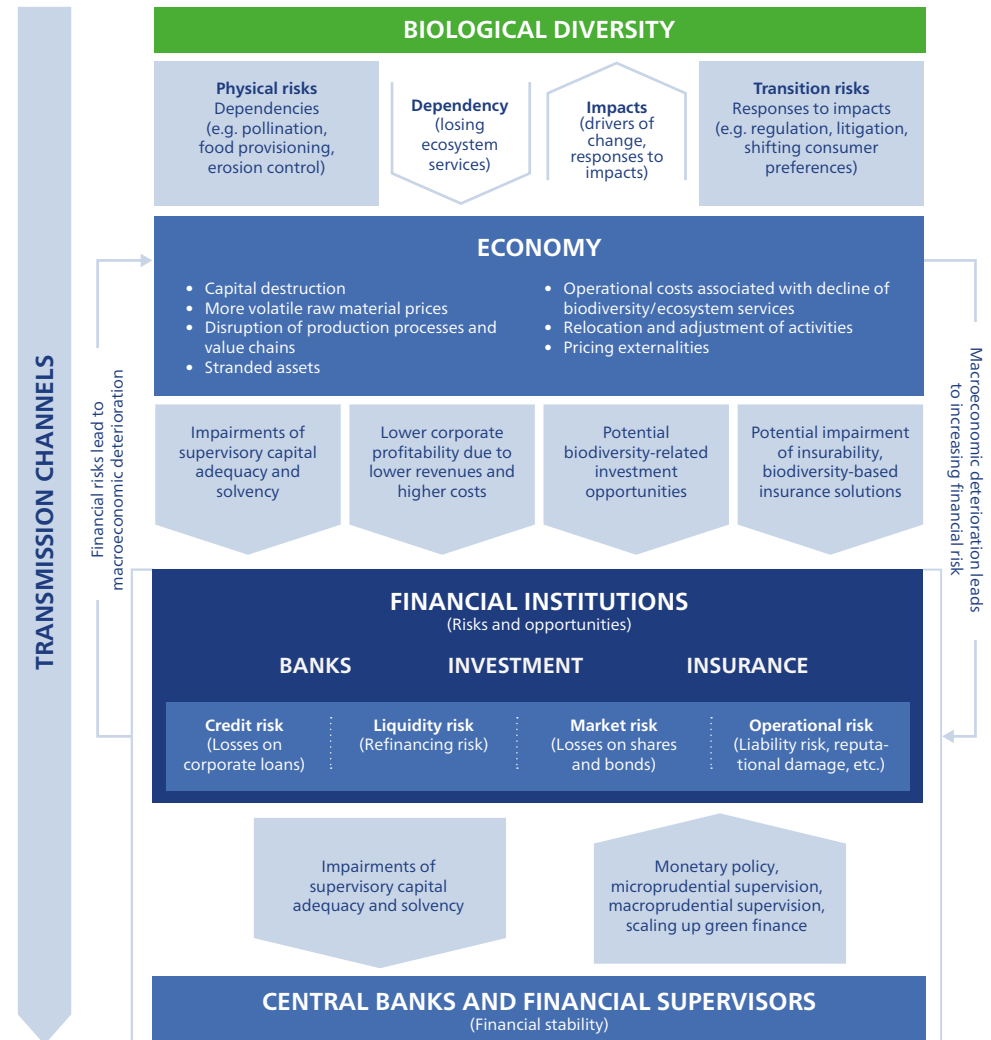 BIOLOGICAL DIVERSITY
Physical risks
Dependencies
(e.g. pollination,
food provisioning,
erosion control)
Dependency
(losing
ecosystem
services)
Impacts
(drivers of
change,
responses to
impacts)
Transition risks
Responses to impacts
(e.g. regulation, litigation,
shifting consumer
preferences)
ECONOMY
• Capital destruction
• More volatile raw material prices
• Disruption of production processes and
value chains
• Stranded assets
• Operational costs associated with decline of
biodiversity/ecosystem services
• Relocation and adjustment of activities
• Pricing externalities
TRANSMISSION CHANNELS
Financial risks lead to
macroeconomic deterioration
Macroeconomic deterioration leads
to increasing financial risk
Impairments of
supervisory capital
adequacy and
solvency
Lower corporate
profitability due to
lower revenues and
higher costs
Potential
biodiversity-related
investment
opportunities
Potential impairment
of insurability,
biodiversity-based
insurance solutions
FINANCIAL INSTITUTIONS
(Risks and opportunities)
BANKS
INVESTMENT
INSURANCE
Credit risk
(Losses on
corporate loans)
Liquidity risk
(Refinancing risk)
Market risk
(Losses on shares
and bonds)
Operational risk
(Liability risk, reputa-
tional damage, etc.)
Impairments of
supervisory capital
adequacy and solvency
Monetary policy,
microprudential supervision,
macroprudential supervision,
scaling up green finance
CENTRAL BANKS AND FINANCIAL SUPERVISORS
(Financial stability)